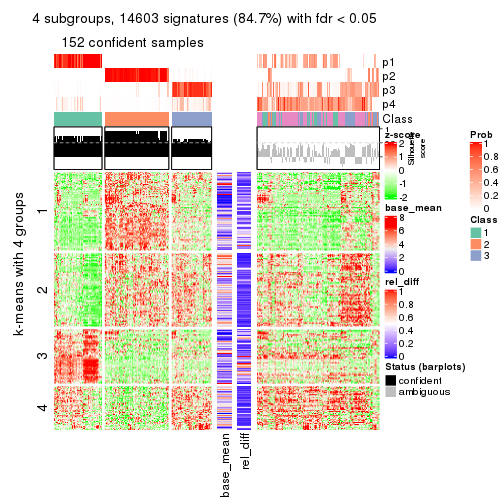 4 subgroups, 14603 signatures (84.7%) with fdr < 0.05
152 confident samples
p1
p2
p3
p4
Class
1
Silhouette
score
k-means with 4 groups
1
2
3
4
base_mean
rel_diff
z-score
2
1
0
-1
-2
base_mean
8
6
4
2
0
rel_diff
1
0.8
0.6
0.4
0.2
0
Status (barplots)
confident
ambiguous
Prob
1
0.8
0.6
0.4
0.2
0
Class
1
2
3